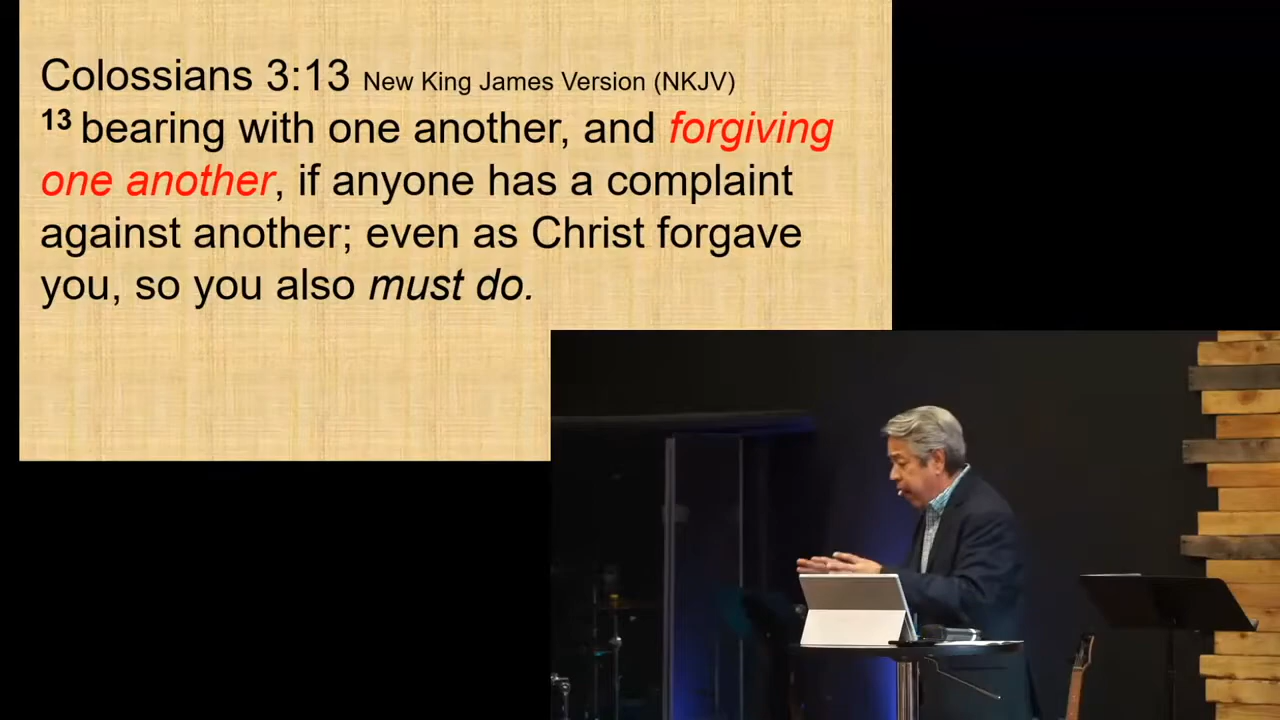 Colossians 3:13 New King James Version (NKJV)
13 bearing with one another, and forgiving
one another, if anyone has a complaint
against another; even as Christ forgave
you, so you also must do.